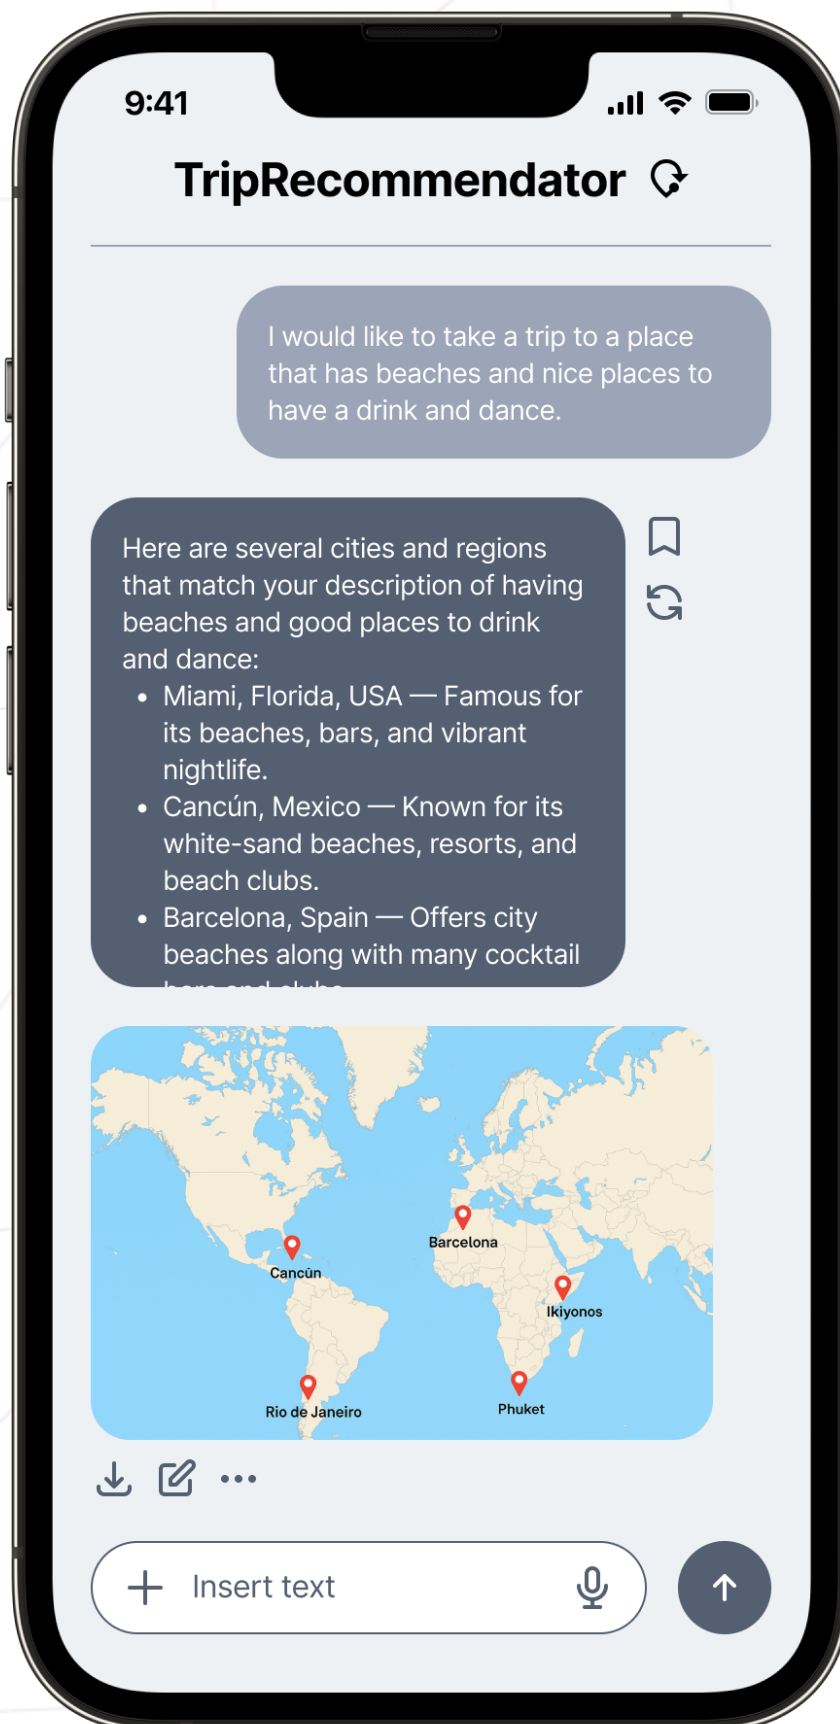 9:41
TripRecommendator
I would like to take a trip to a place
that has beaches and nice places to
have a drink and dance.
Here are several cities and regions
that match your description of having
beaches and good places to drink
and dance:
• Miami, Florida, USA — Famous for
its beaches, bars, and vibrant
nightlife.
• Cancún, Mexico — Known for its
white-sand beaches, resorts, and
beach clubs.
• Barcelona, Spain — Offers city
beaches along with many cocktail
bars and clubs.
Barcelona
Cancún
Ikiyonos
Rio de Janeiro
Phuket
Insert text